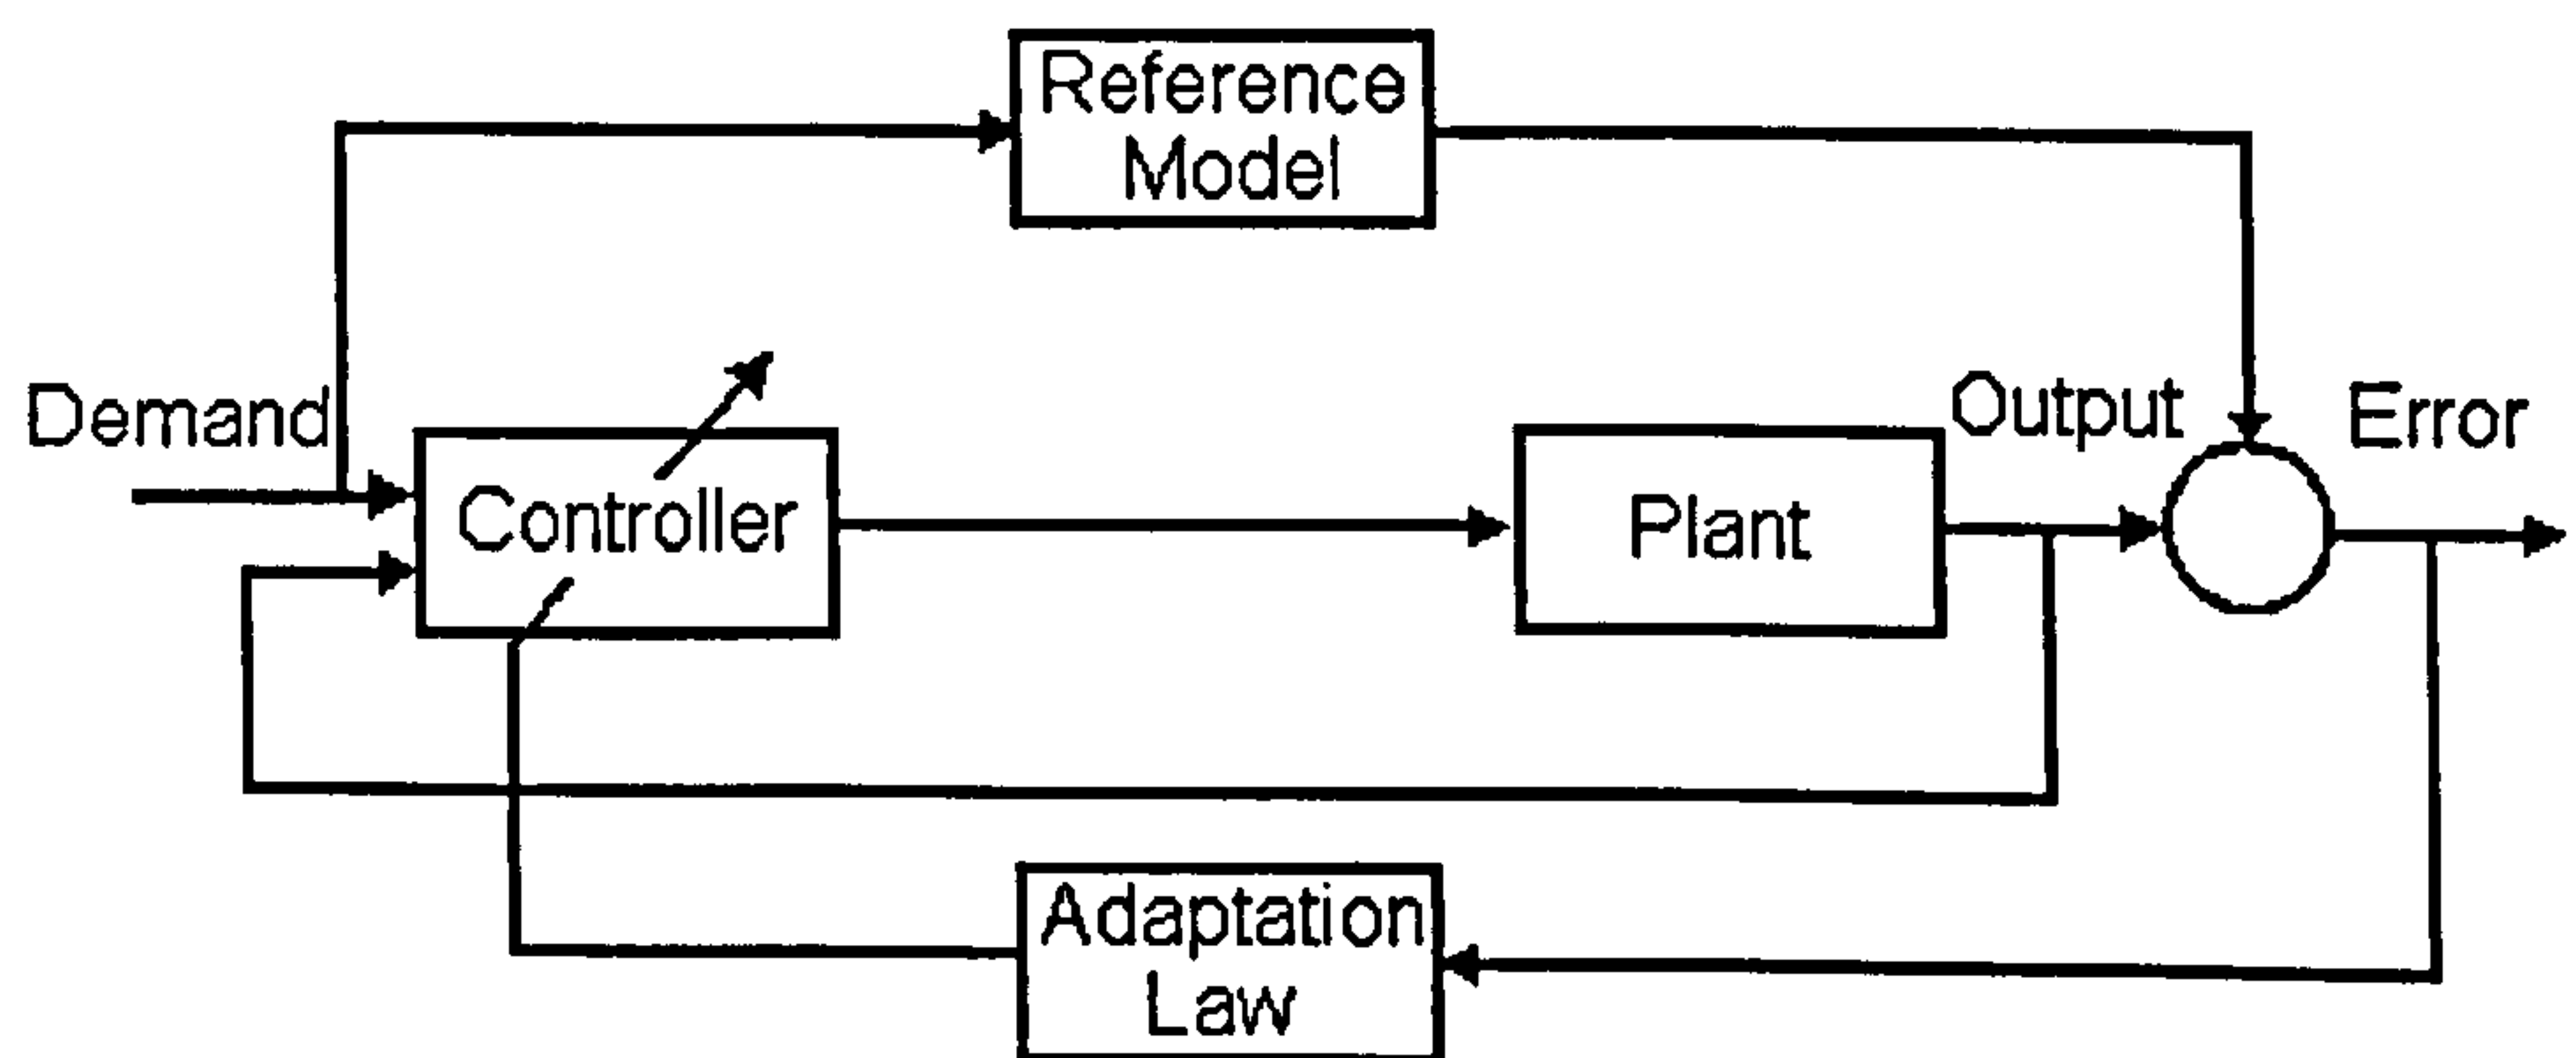 Reference
Model
Demand
Output
Error
Controller
Plant
Adaptation
Law